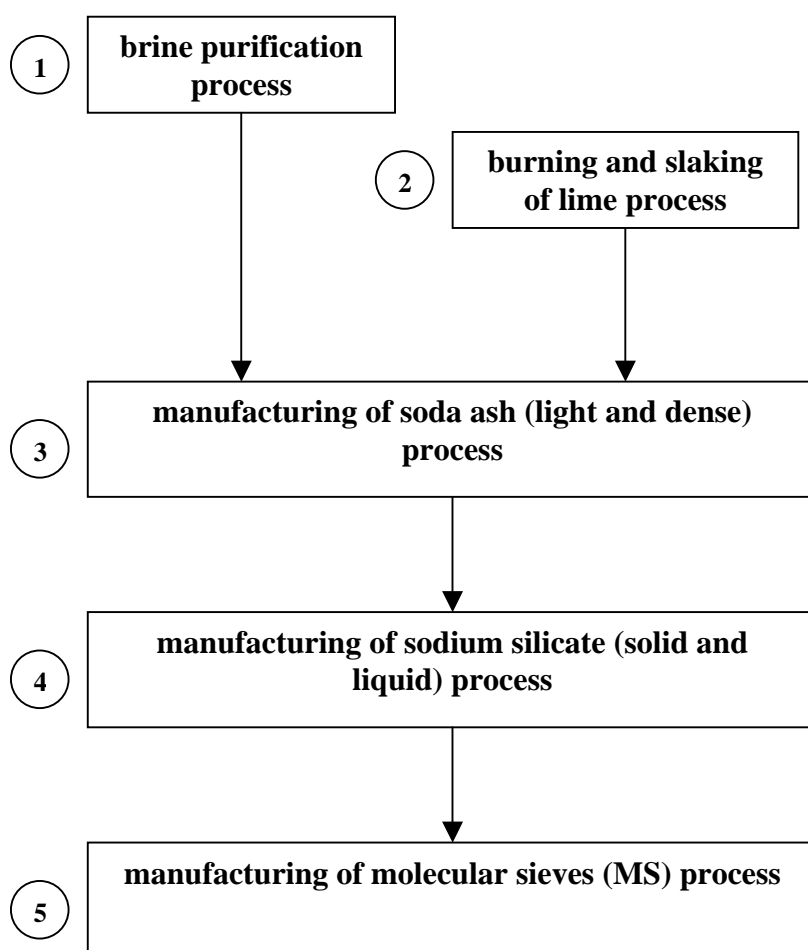 1
brine purification
process
2
burning and slaking
of lime process
3
manufacturing of soda ash (light and dense)
process
4
manufacturing of sodium silicate (solid and
liquid) process
5
manufacturing of molecular sieves (MS) process